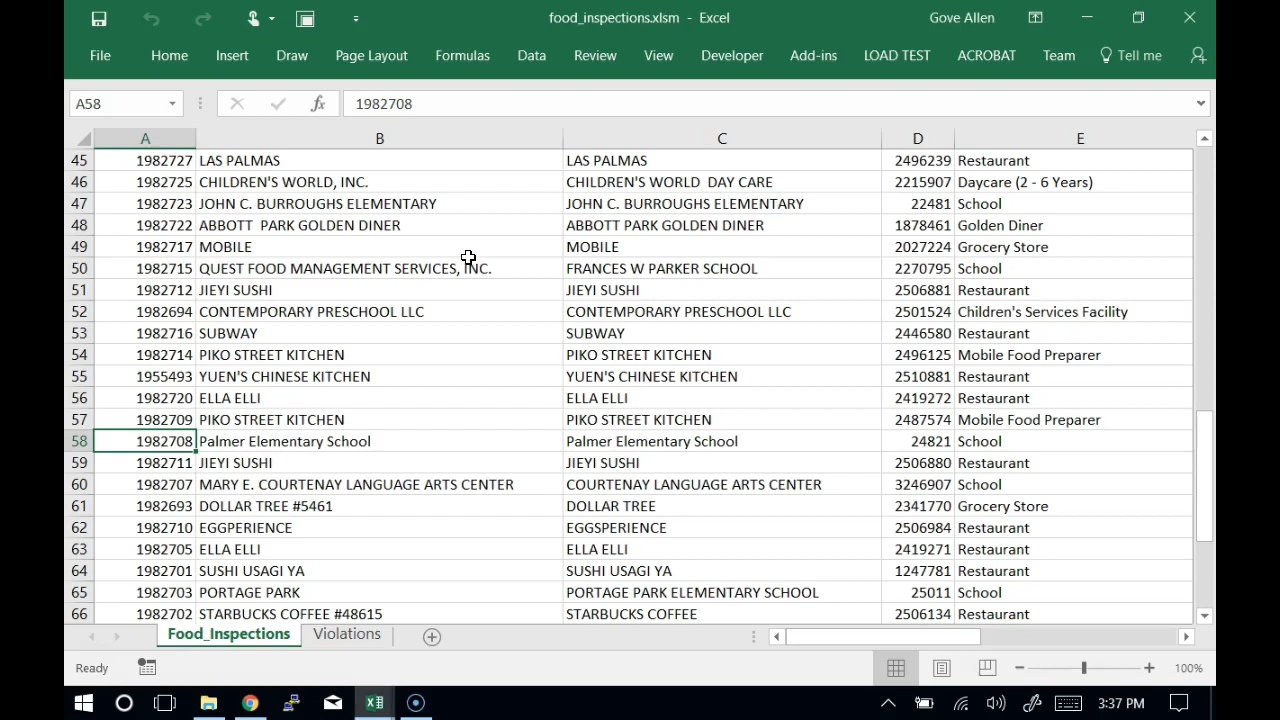 food_inspections.xlsm - Excel
Gove Allen
File Home Insert Draw Page Layout Formulas Data Review View Developer Add-ins LOAD TEST ACROBAT Team Tell me
A58 fx 1982708
A B C D E
45 1982727 LAS PALMAS LAS PALMAS 2496239 Restaurant
46 1982725 CHILDREN'S WORLD, INC. CHILDREN'S WORLD  DAY CARE 2215907 Daycare (2 - 6 Years)
47 1982723 JOHN C. BURROUGHS ELEMENTARY JOHN C. BURROUGHS ELEMENTARY 22481 School
48 1982722 ABBOTT  PARK GOLDEN DINER ABBOTT PARK GOLDEN DINER 1878461 Golden Diner
49 1982717 MOBILE MOBILE 2027224 Grocery Store
50 1982715 QUEST FOOD MANAGEMENT SERVICES, INC. FRANCES W PARKER SCHOOL 2270795 School
51 1982712 JIEYI SUSHI JIEYI SUSHI 2506881 Restaurant
52 1982694 CONTEMPORARY PRESCHOOL LLC CONTEMPORARY PRESCHOOL LLC 2501524 Children's Services Facility
53 1982716 SUBWAY SUBWAY 2446580 Restaurant
54 1982714 PIKO STREET KITCHEN PIKO STREET KITCHEN 2496125 Mobile Food Preparer
55 1955493 YUEN'S CHINESE KITCHEN YUEN'S CHINESE KITCHEN 2510881 Restaurant
56 1982720 ELLA ELLI ELLA ELLI 2419272 Restaurant
57 1982709 PIKO STREET KITCHEN PIKO STREET KITCHEN 2487574 Mobile Food Preparer
58 1982708 Palmer Elementary School Palmer Elementary School 24821 School
59 1982711 JIEYI SUSHI JIEYI SUSHI 2506880 Restaurant
60 1982707 MARY E. COURTENAY LANGUAGE ARTS CENTER COURTENAY LANGUAGE ARTS CENTER 3246907 School
61 1982693 DOLLAR TREE #5461 DOLLAR TREE 2341770 Grocery Store
62 1982710 EGGPERIENCE EGGSPERIENCE 2506984 Restaurant
63 1982705 ELLA ELLI ELLA ELLI 2419271 Restaurant
64 1982701 SUSHI USAGI YA SUSHI USAGI YA 1247781 Restaurant
65 1982703 PORTAGE PARK PORTAGE PARK ELEMENTARY SCHOOL 25011 School
66 1982702 STARBUCKS COFFEE #48615 STARBUCKS COFFEE 2506134 Restaurant
Food_Inspections Violations
Ready 100%
3:37 PM